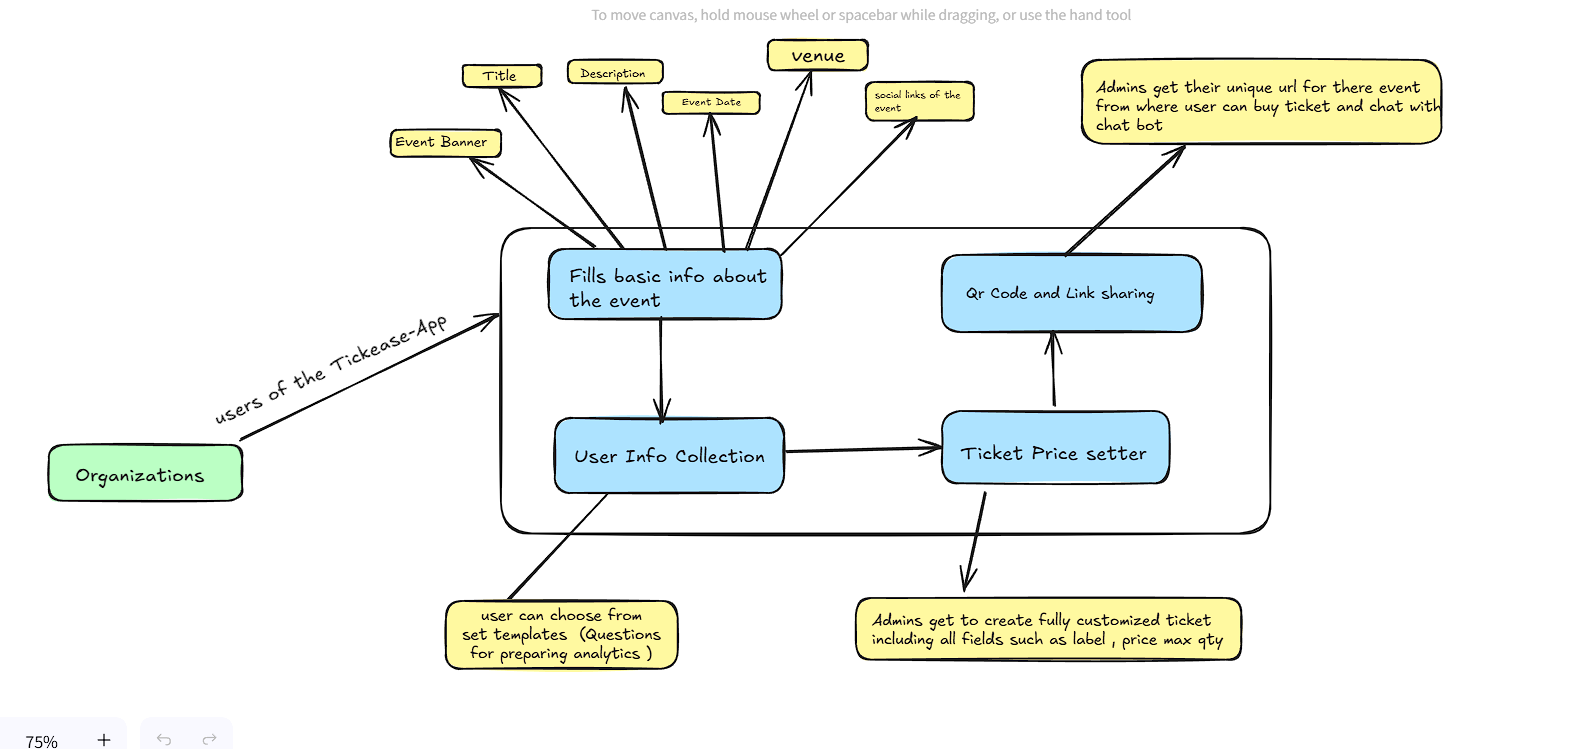 To move canvas, hold mouse wheel or spacebar while dragging, or use the hand tool
Title
Description
Event Date
venue
social links of the
event
Event Banner
Admins get their unique url for there event
from where user can buy ticket and chat with
chat bot
Fills basic info about
the event
Qr Code and Link sharing
users of the Tickease-App
Organizations
User Info Collection
Ticket Price setter
user can choose from
set templates (Questions
for preparing analytics )
Admins get to create fully customized ticket
including all fields such as label , price max qty
75%
+